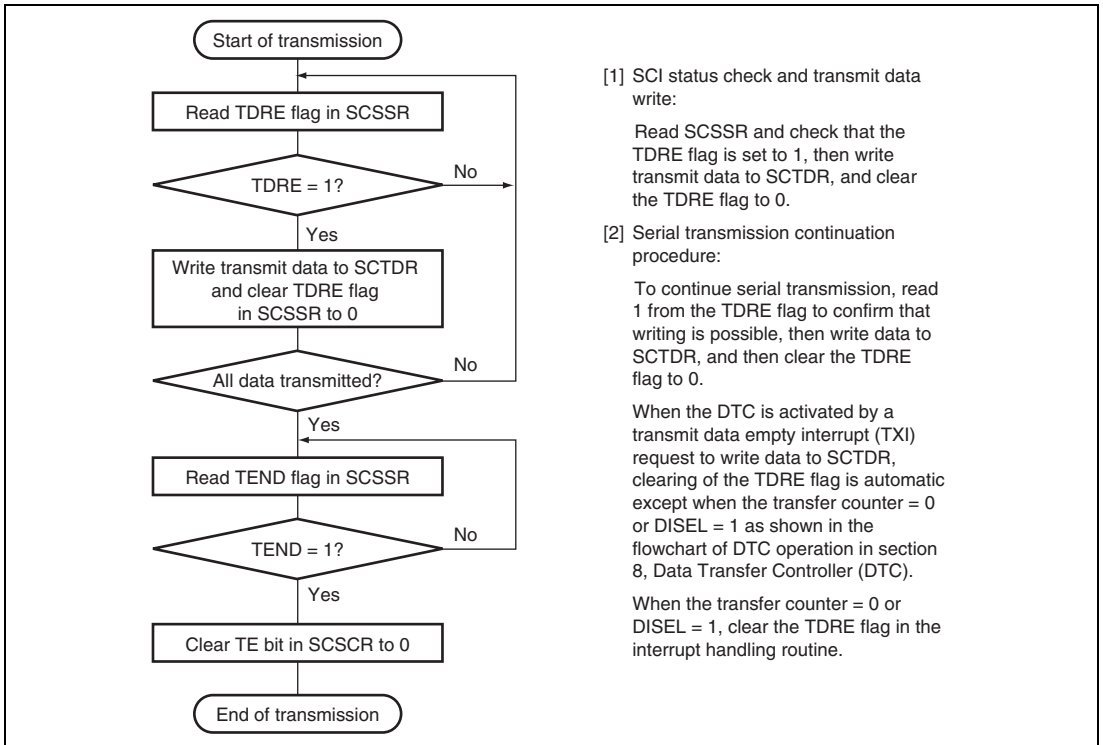 Start of transmission
Read TDRE flag in SCSSR
TDRE = 1?
No
Yes
Write transmit data to SCTDR
and clear TDRE flag
in SCSSR to 0
All data transmitted?
No
Yes
Read TEND flag in SCSSR
TEND = 1?
No
Yes
Clear TE bit in SCSCR to 0
End of transmission
[1] SCI status check and transmit data
write:
Read SCSSR and check that the
TDRE flag is set to 1, then write
transmit data to SCTDR, and clear
the TDRE flag to 0.
[2] Serial transmission continuation
procedure:
To continue serial transmission, read
1 from the TDRE flag to confirm that
writing is possible, then write data to
SCTDR, and then clear the TDRE
flag to 0.
When the DTC is activated by a
transmit data empty interrupt (TXI)
request to write data to SCTDR,
clearing of the TDRE flag is automatic
except when the transfer counter = 0
or DISEL = 1 as shown in the
flowchart of DTC operation in section
8, Data Transfer Controller (DTC).
When the transfer counter = 0 or
DISEL = 1, clear the TDRE flag in the
interrupt handling routine.